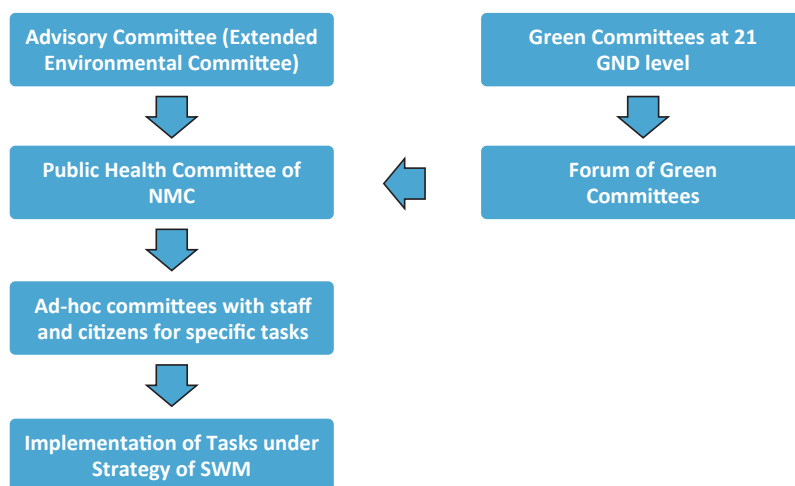 Advisory Committee (Extended
Environmental Committee)
Green Committees at 21
GND level
Public Health Committee of
NMC
Forum of Green
Committees
Ad-hoc committees with staff
and citizens for specific tasks
Implementation of Tasks under
Strategy of SWM